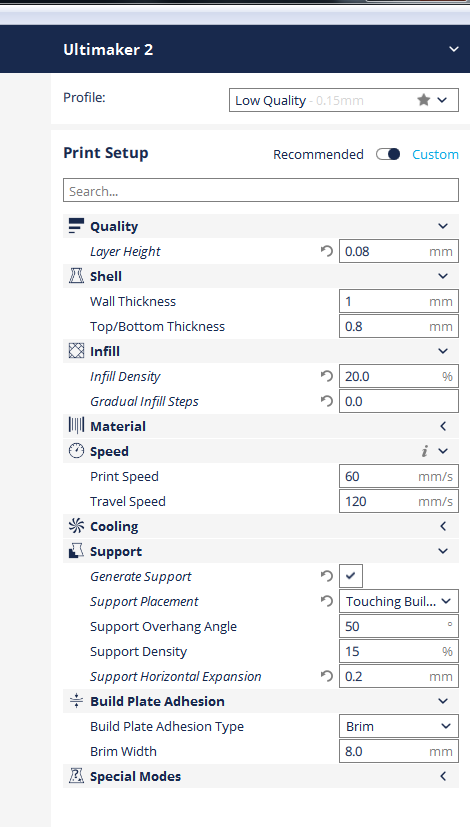 Ultimaker 2
Profile: Low Quality - 0.15mm
Print Setup Recommended Custom
Search...
Quality
Layer Height 0.08 mm
Shell
Wall Thickness 1 mm
Top/Bottom Thickness 0.8 mm
Infill
Infill Density 20.0 %
Gradual Infill Steps 0.0
Material
Speed i
Print Speed 60 mm/s
Travel Speed 120 mm/s
Cooling
Support
Generate Support
Support Placement Touching Buil...
Support Overhang Angle 50 °
Support Density 15 %
Support Horizontal Expansion 0.2 mm
Build Plate Adhesion
Build Plate Adhesion Type Brim
Brim Width 8.0 mm
Special Modes